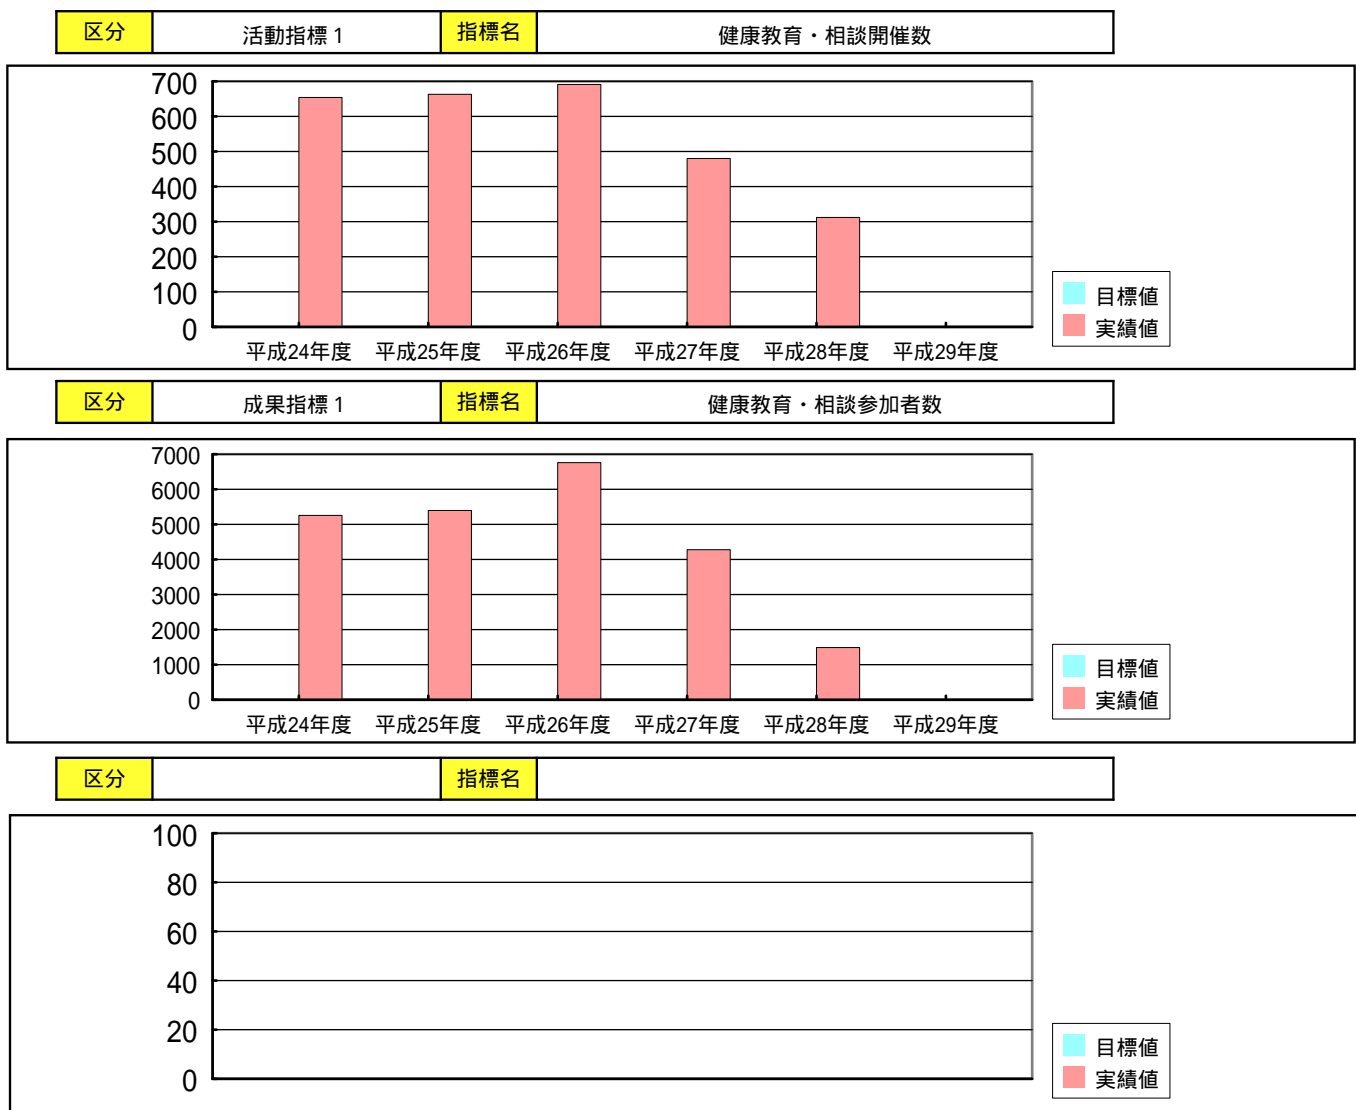 区分 活動指標1 指標名 健康教育・相談開催数
700
600
500
400
300
200
100
0
平成24年度 平成25年度 平成26年度 平成27年度 平成28年度 平成29年度
目標値
実績値
区分 成果指標1 指標名 健康教育・相談参加者数
7000
6000
5000
4000
3000
2000
1000
0
平成24年度 平成25年度 平成26年度 平成27年度 平成28年度 平成29年度
目標値
実績値
区分 指標名
100
80
60
40
20
0
目標値
実績値